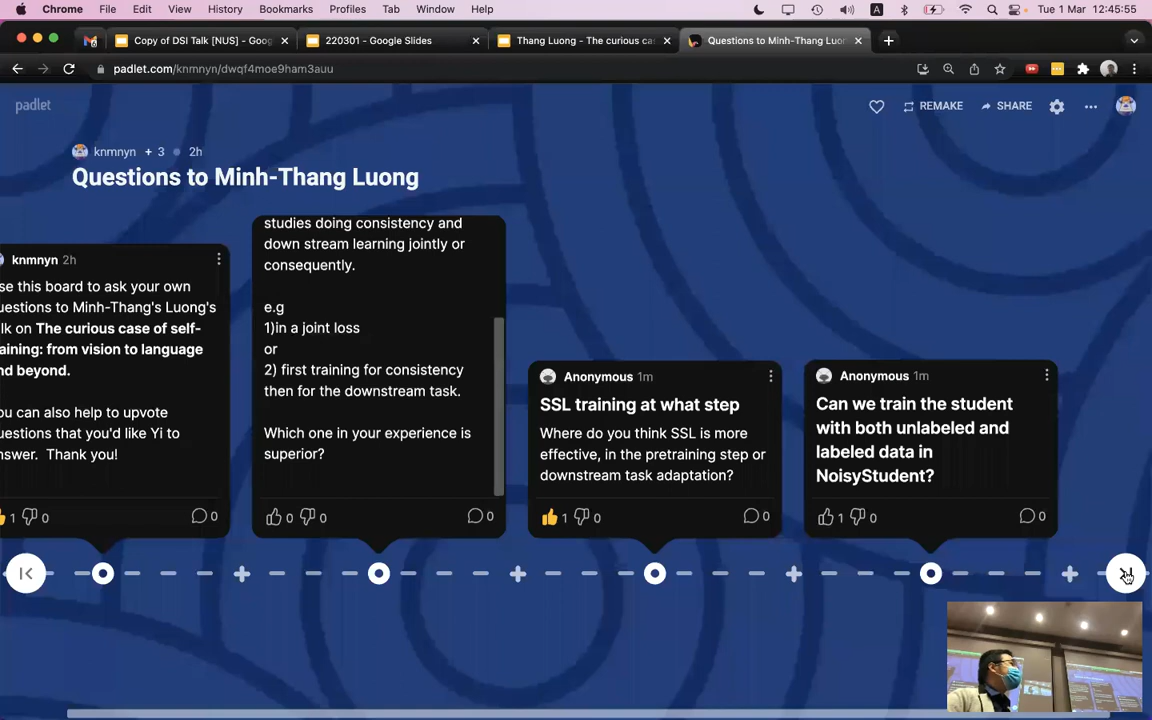 Chrome File Edit View History Bookmarks Profiles Tab Window Help
A
Tue 1 Mar 12:45:55
Copy of DSI Talk [NUS] - Goog
220301 - Google Slides
Thang Luong - The curious cas
Questions to Minh-Thang Luon
padlet.com/knmnyn/dwqf4moe9ham3auu
padlet
REMAKE
SHARE
knmnyn + 3 2h
Questions to Minh-Thang Luong
knmnyn 2h
se this board to ask your own
uestions to Minh-Thang's Luong's
lk on The curious case of self-
aining: from vision to language
nd beyond.
ou can also help to upvote
uestions that you'd like Yi to
nswer. Thank you!
1 0 0
studies doing consistency and
down stream learning jointly or
consequently.
e.g
1)in a joint loss
or
2) first training for consistency
then for the downstream task.
Which one in your experience is
superior?
0 0 0
Anonymous 1m
SSL training at what step
Where do you think SSL is more
effective, in the pretraining step or
downstream task adaptation?
1 0 0
Anonymous 1m
Can we train the student
with both unlabeled and
labeled data in
NoisyStudent?
1 0 0